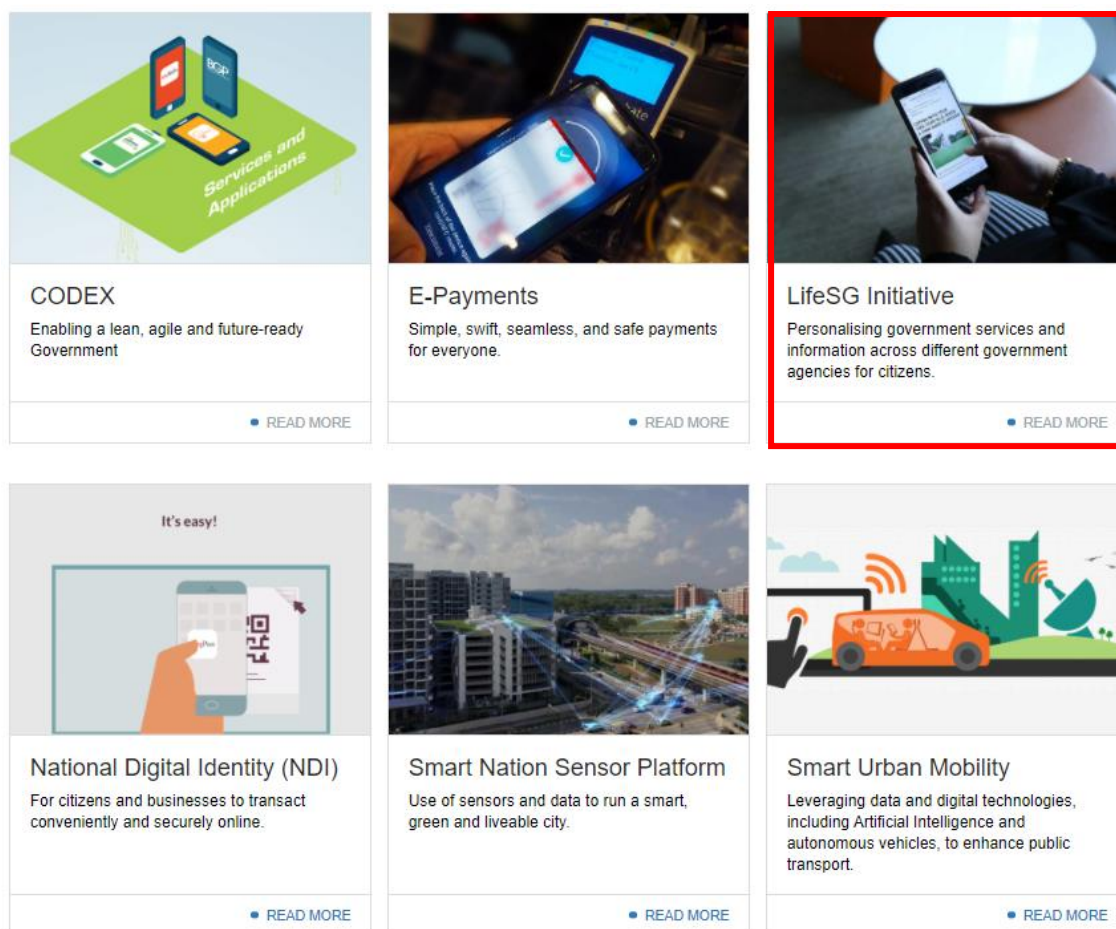 BGP
Services and
Applications
CODEX
Enabling a lean, agile and future-ready
Government
READ MORE
E-Payments
Simple, swift, seamless, and safe payments
for everyone.
READ MORE
LifeSG Initiative
Personalising government services and
information across different government
agencies for citizens.
READ MORE
It's easy!
National Digital Identity (NDI)
For citizens and businesses to transact
conveniently and securely online.
READ MORE
Smart Nation Sensor Platform
Use of sensors and data to run a smart,
green and liveable city.
READ MORE
Smart Urban Mobility
Leveraging data and digital technologies,
including Artificial Intelligence and
autonomous vehicles, to enhance public
transport.
READ MORE